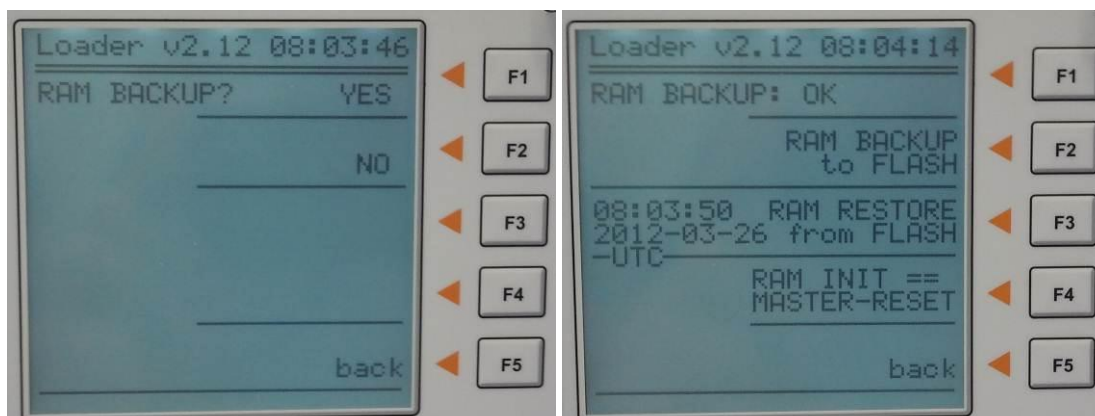 Loader v2.12 08:03:46
RAM BACKUP? YES
NO
back
F1
F2
F3
F4
F5
Loader v2.12 08:04:14
RAM BACKUP: OK
RAM BACKUP
to FLASH
08:03:50 RAM RESTORE
2012-03-26 from FLASH
-UTC-
RAM INIT ==
MASTER-RESET
back
F1
F2
F3
F4
F5